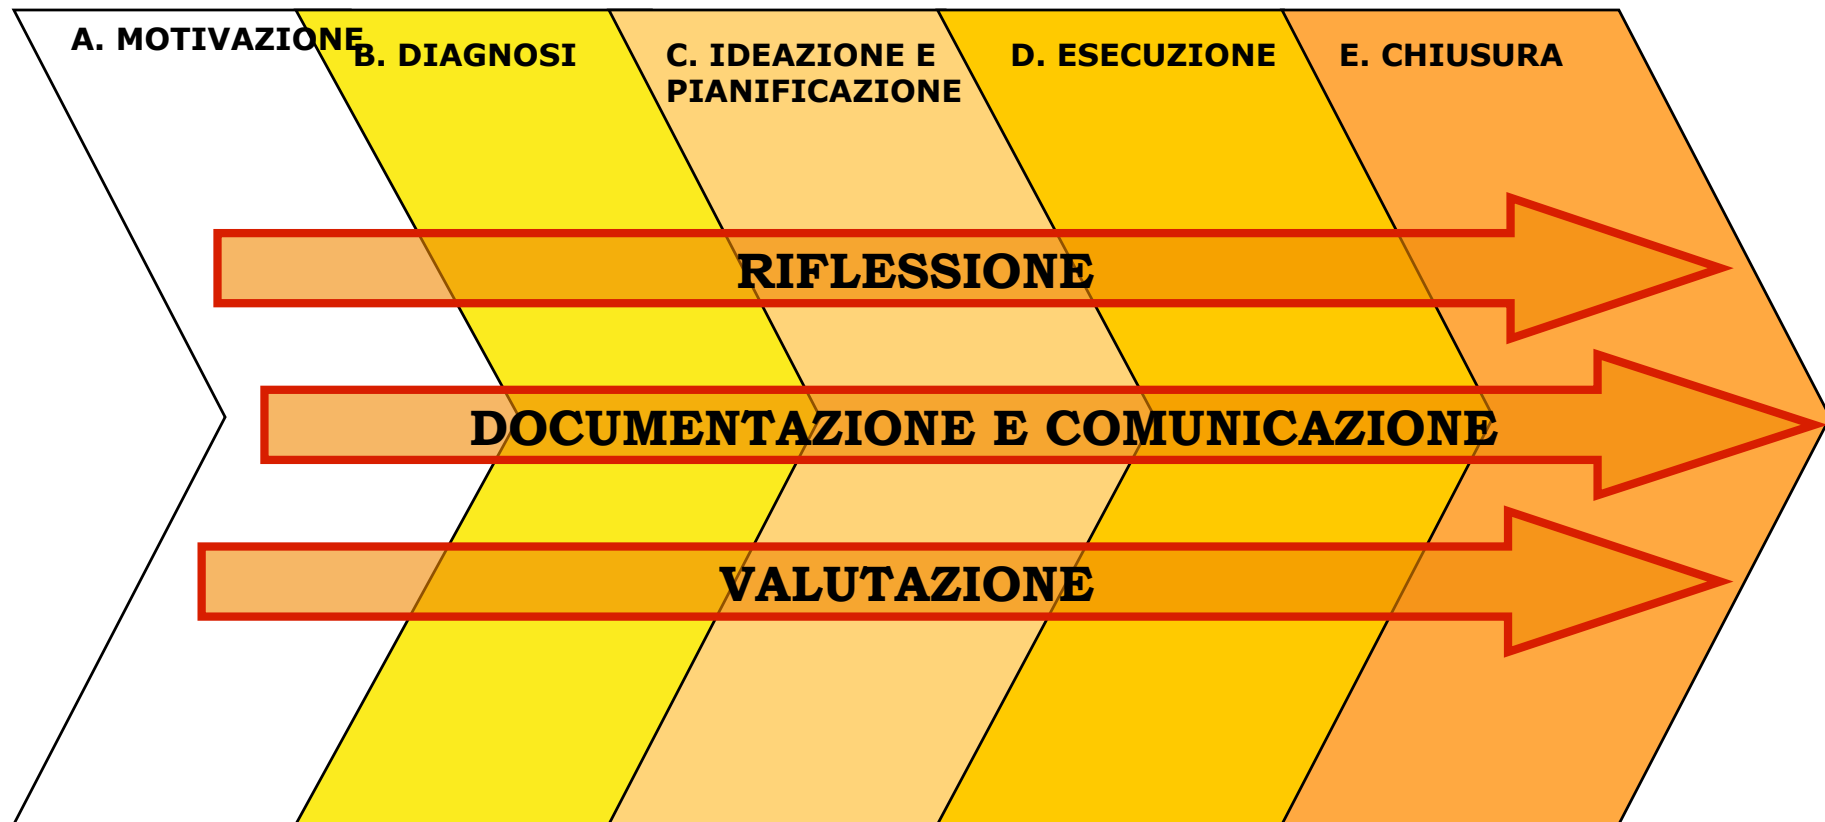 A. MOTIVAZIONE
B. DIAGNOSI
C. IDEAZIONE E
PIANIFICAZIONE
D. ESECUZIONE
E. CHIUSURA
RIFLESSIONE
DOCUMENTAZIONE E COMUNICAZIONE
VALUTAZIONE